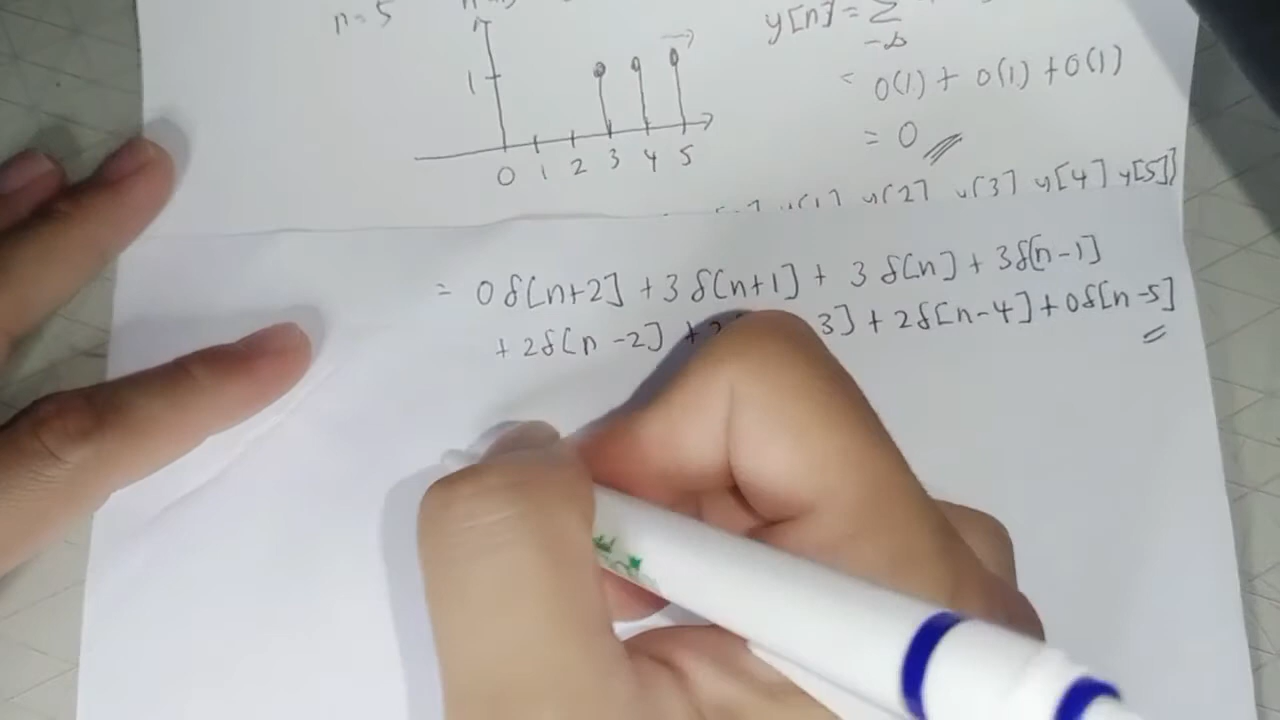 n=5
y[n] = Σ
-∞
1
= 0(1) + 0(1) + 0(1)
= 0
0 1 2 3 4 5
y[2] y[3] y[4] y[5]]
= 0δ[n+2] + 3δ[n+1] + 3δ[n] + 3δ[n-1]
+ 2δ[n-2] + 3] + 2δ[n-4] + 0δ[n-5]